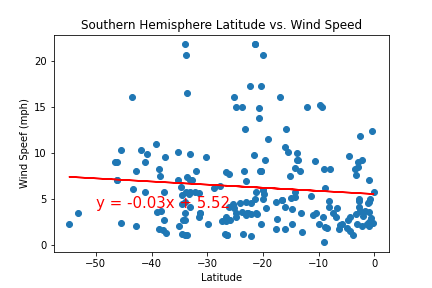 Southern Hemisphere Latitude vs. Wind Speed
20
15
10
5
0
Wind Speef (mph)
y = -0.03x + 5.52
−50
−40
−30
−20
−10
0
Latitude